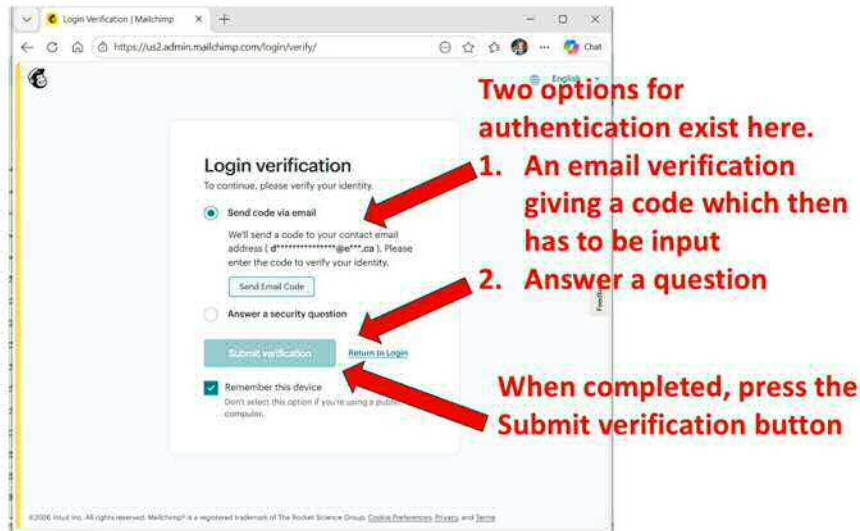 Login Verification | Mailchimp
https://us2.admin.mailchimp.com/login/verify/
Chat
English
Two options for
authentication exist here.
1. An email verification
giving a code which then
has to be input
2. Answer a question
Login verification
To continue, please verify your identity.
Send code via email
We'll send a code to your contact email
address ( d***************@e***.ca ). Please
enter the code to verify your identity.
Send Email Code
Answer a security question
Submit verification
Return to Login
Remember this device
Don't select this option if you're using a public
computer.
When completed, press the
Submit verification button
©2026 Intuit Inc. All rights reserved. Mailchimp® is a registered trademark of The Rocket Science Group. Cookie Preferences, Privacy, and Terms